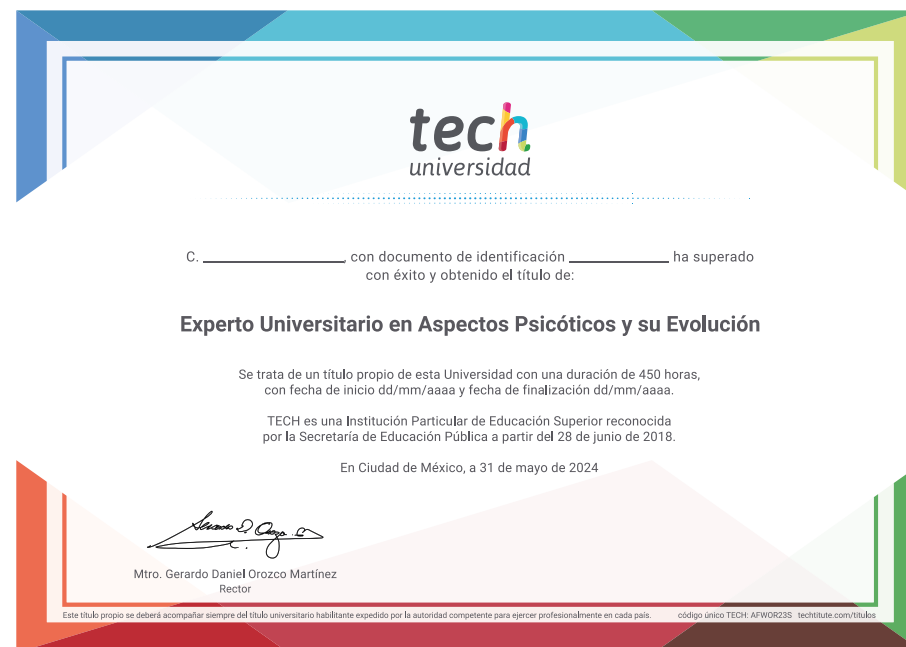 tech
universidad
C. ____________, con documento de identificación ____________ ha superado
con éxito y obtenido el título de:
Experto Universitario en Aspectos Psicóticos y su Evolución
Se trata de un título propio de esta Universidad con una duración de 450 horas,
con fecha de inicio dd/mm/aaaa y fecha de finalización dd/mm/aaaa.
TECH es una Institución Particular de Educación Superior reconocida
por la Secretaría de Educación Pública a partir del 28 de junio de 2018.
En Ciudad de México, a 31 de mayo de 2024
Mtro. Gerardo Daniel Orozco Martínez
Rector
Este título propio se deberá acompañar siempre del título universitario habilitante expedido por la autoridad competente para ejercer profesionalmente en cada país. código único TECH: AFWOR23S techtitute.com/titulos